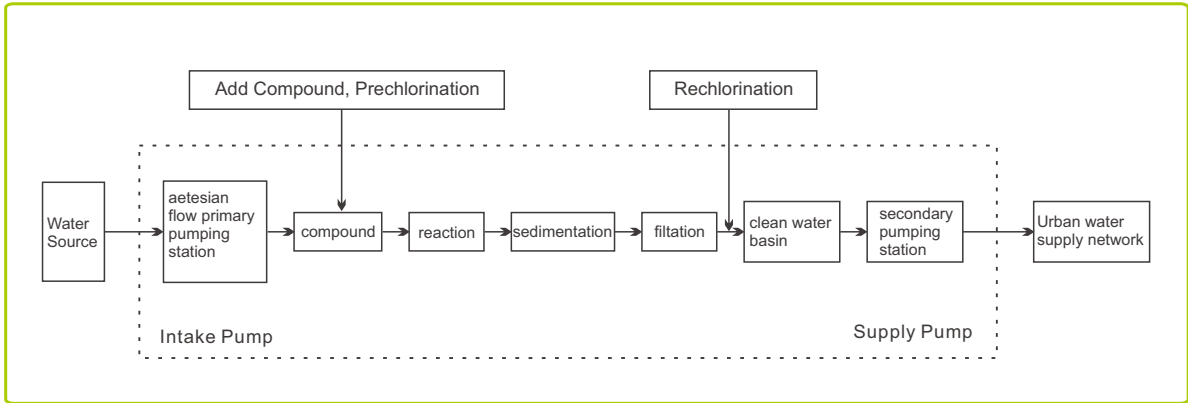 Add Compound, Prechlorination
Rechlorination
Water
Source
aetesian
flow primary
pumping
station
compound
reaction
sedimentation
filtation
clean water
basin
secondary
pumping
station
Urban water
supply network
Intake Pump
Supply Pump